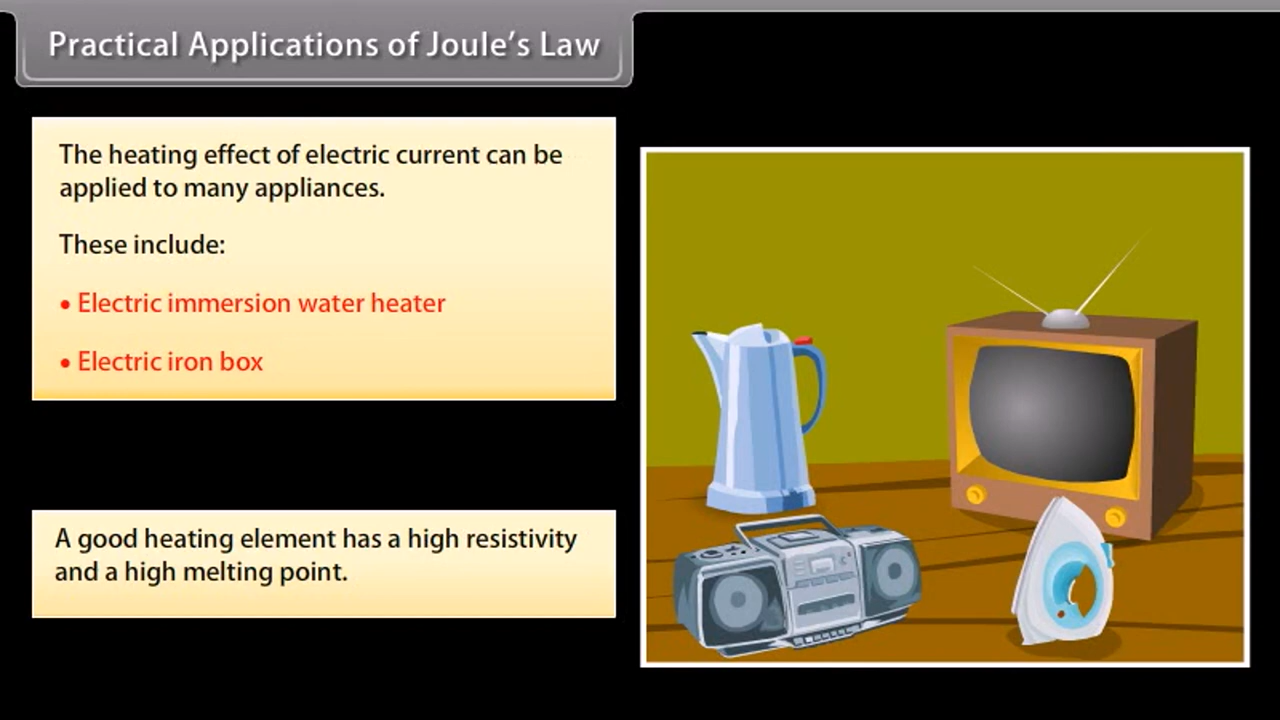 Practical Applications of Joule's Law
The heating effect of electric current can be
applied to many appliances.
These include:
• Electric immersion water heater
• Electric iron box
A good heating element has a high resistivity
and a high melting point.